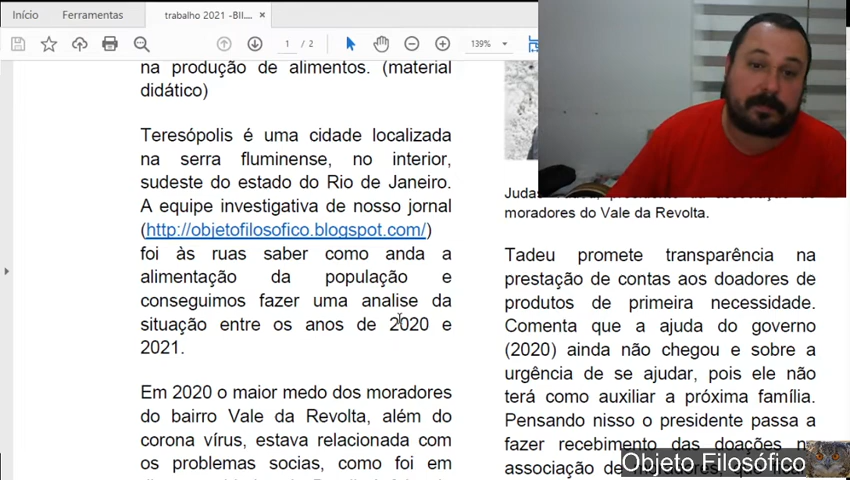 Início Ferramentas trabalho 2021 -BII.... ×
1 / 2 139%
na produção de alimentos. (material
didático)
Teresópolis é uma cidade localizada
na serra fluminense, no interior,
sudeste do estado do Rio de Janeiro.
A equipe investigativa de nosso jornal
(http://objetofilosofico.blogspot.com/)
foi às ruas saber como anda a
alimentação da população e
conseguimos fazer uma analise da
situação entre os anos de 2020 e
2021.
Em 2020 o maior medo dos moradores
do bairro Vale da Revolta, além do
corona vírus, estava relacionada com
os problemas socias, como foi em
Judas
moradores do Vale da Revolta.
Tadeu promete transparência na
prestação de contas aos doadores de
produtos de primeira necessidade.
Comenta que a ajuda do governo
(2020) ainda não chegou e sobre a
urgência de se ajudar, pois ele não
terá como auxiliar a próxima família.
Pensando nisso o presidente passa a
fazer recebimento das doações
associação de
Objeto Filosófico